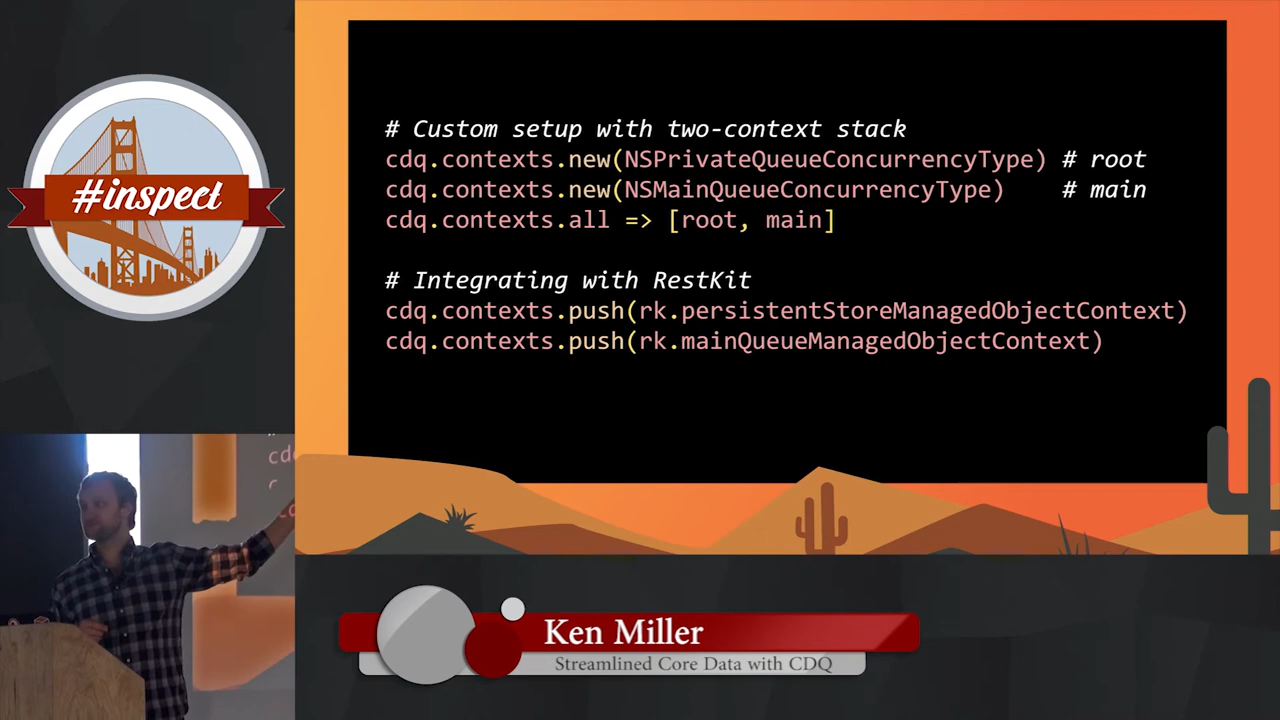 #inspect
# Custom setup with two-context stack
cdq.contexts.new(NSPrivateQueueConcurrencyType) # root
cdq.contexts.new(NSMainQueueConcurrencyType)    # main
cdq.contexts.all => [root, main]
# Integrating with RestKit
cdq.contexts.push(rk.persistentStoreManagedObjectContext)
cdq.contexts.push(rk.mainQueueManagedObjectContext)
Ken Miller
Streamlined Core Data with CDQ